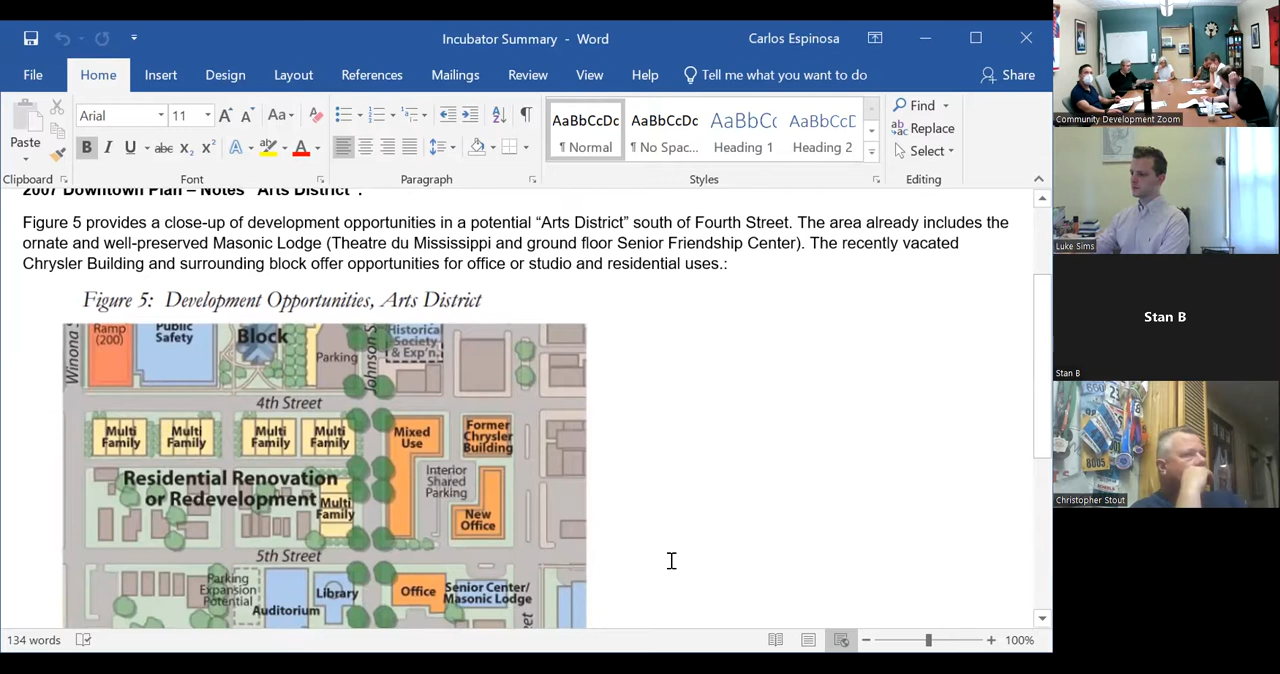 Incubator Summary - Word
Carlos Espinosa
File Home Insert Design Layout References Mailings Review View Help Tell me what you want to do Share
Paste
Clipboard
Arial 11
Font
Paragraph
AaBbCcDc AaBbCcDc AaBbCc AaBbCcD
¶ Normal ¶ No Spac... Heading 1 Heading 2
Styles
Find
Replace
Select
Editing
2007 Downtown Plan – Notes "Arts District":
Figure 5 provides a close-up of development opportunities in a potential “Arts District” south of Fourth Street. The area already includes the
ornate and well-preserved Masonic Lodge (Theatre du Mississippi and ground floor Senior Friendship Center). The recently vacated
Chrysler Building and surrounding block offer opportunities for office or studio and residential uses.:
Figure 5: Development Opportunities, Arts District
Winona S
Ramp
(200)
Public
Safety
Block
Parking
Johnson S
Historical
Society
& Exp'n.
4th Street
Multi
Family
Multi
Family
Multi
Family
Multi
Family
Mixed
Use
Former
Chrysler
Building
Residential Renovation
or Redevelopment
Multi
Family
Interior
Shared
Parking
New
Office
5th Street
Parking
Expansion
Potential
Auditorium
Library
Office
Senior Center/
Masonic Lodge
134 words
100%
Community Development Zoom
Luke Sims
Stan B
Stan B
8005
Christopher Stout